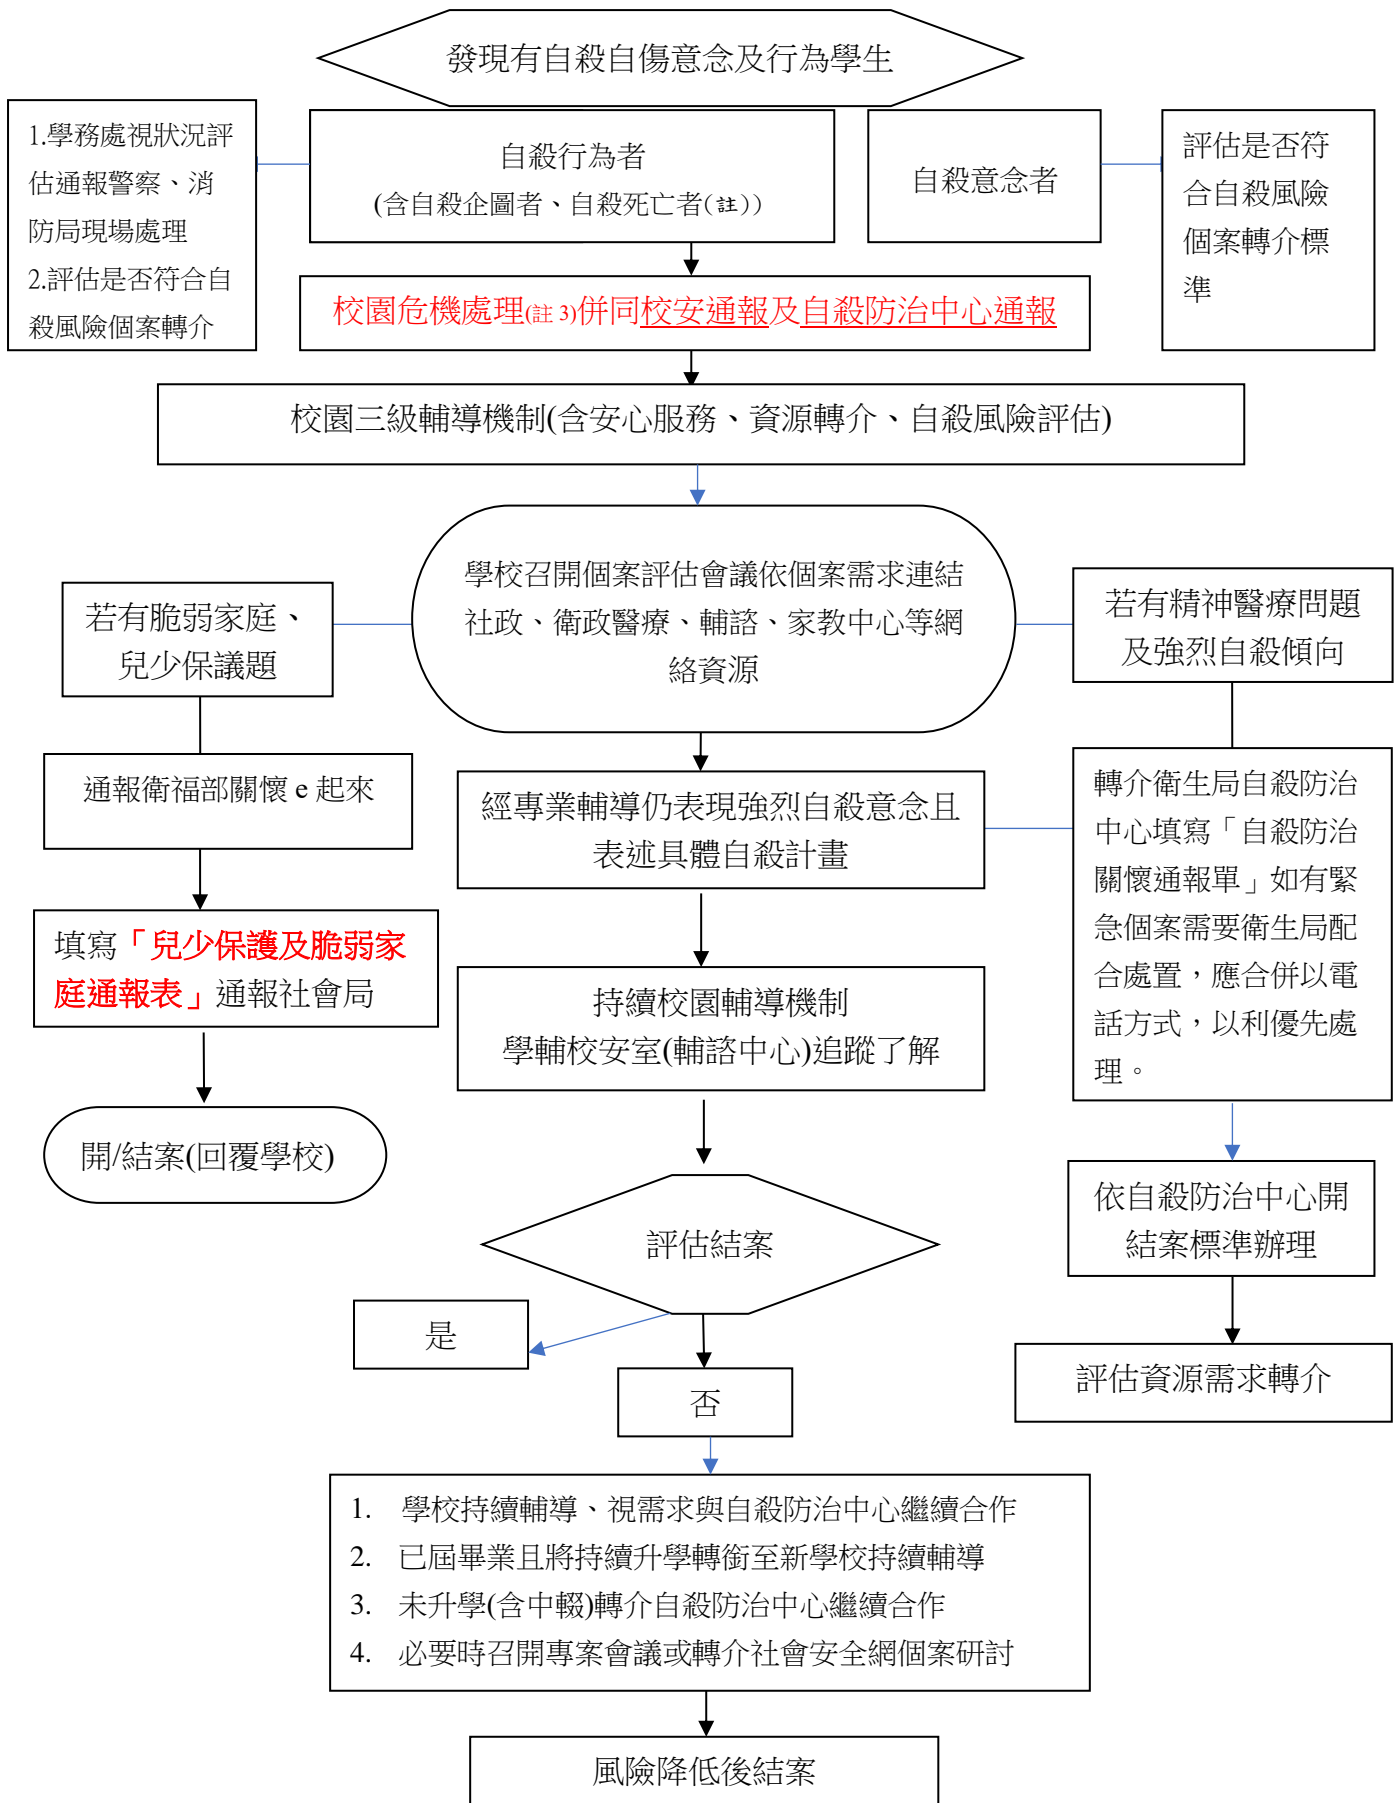 發現有自殺自傷意念及行為學生
1.學務處視狀況評
估通報警察、消
防局現場處理
2.評估是否符合自
殺風險個案轉介
自殺行為者
(含自殺企圖者、自殺死亡者(註))
自殺意念者
評估是否符
合自殺風險
個案轉介標
準
校園危機處理(註 3)併同校安通報及自殺防治中心通報
校園三級輔導機制(含安心服務、資源轉介、自殺風險評估)
學校召開個案評估會議依個案需求連結
社政、衛政醫療、輔諮、家教中心等網
絡資源
若有脆弱家庭、
兒少保議題
若有精神醫療問題
及強烈自殺傾向
通報衛福部關懷 e 起來
經專業輔導仍表現強烈自殺意念且
表述具體自殺計畫
轉介衛生局自殺防治
中心填寫「自殺防治
關懷通報單」如有緊
急個案需要衛生局配
合處置，應合併以電
話方式，以利優先處
理。
填寫「兒少保護及脆弱家
庭通報表」通報社會局
持續校園輔導機制
學輔校安室(輔諮中心)追蹤了解
開/結案(回覆學校)
依自殺防治中心開
結案標準辦理
評估結案
是
否
評估資源需求轉介
1. 學校持續輔導、視需求與自殺防治中心繼續合作
2. 已屆畢業且將持續升學轉銜至新學校持續輔導
3. 未升學(含中輟)轉介自殺防治中心繼續合作
4. 必要時召開專案會議或轉介社會安全網個案研討
風險降低後結案